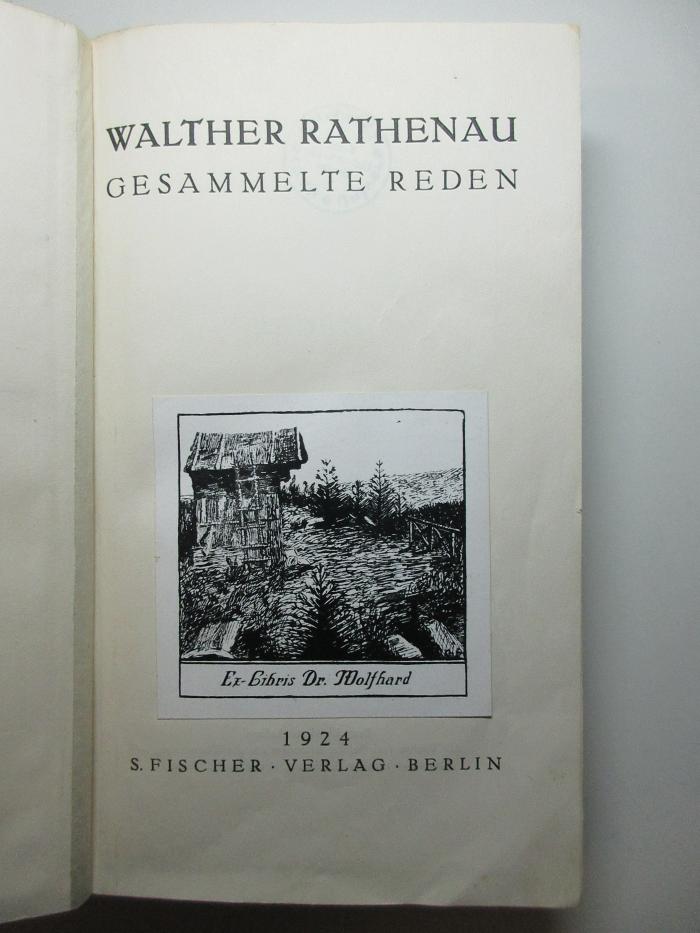 WALTHER RATHENAU
GESAMMELTE REDEN
Ex-Libris Dr. Wolfhard
1924
S. FISCHER · VERLAG · BERLIN